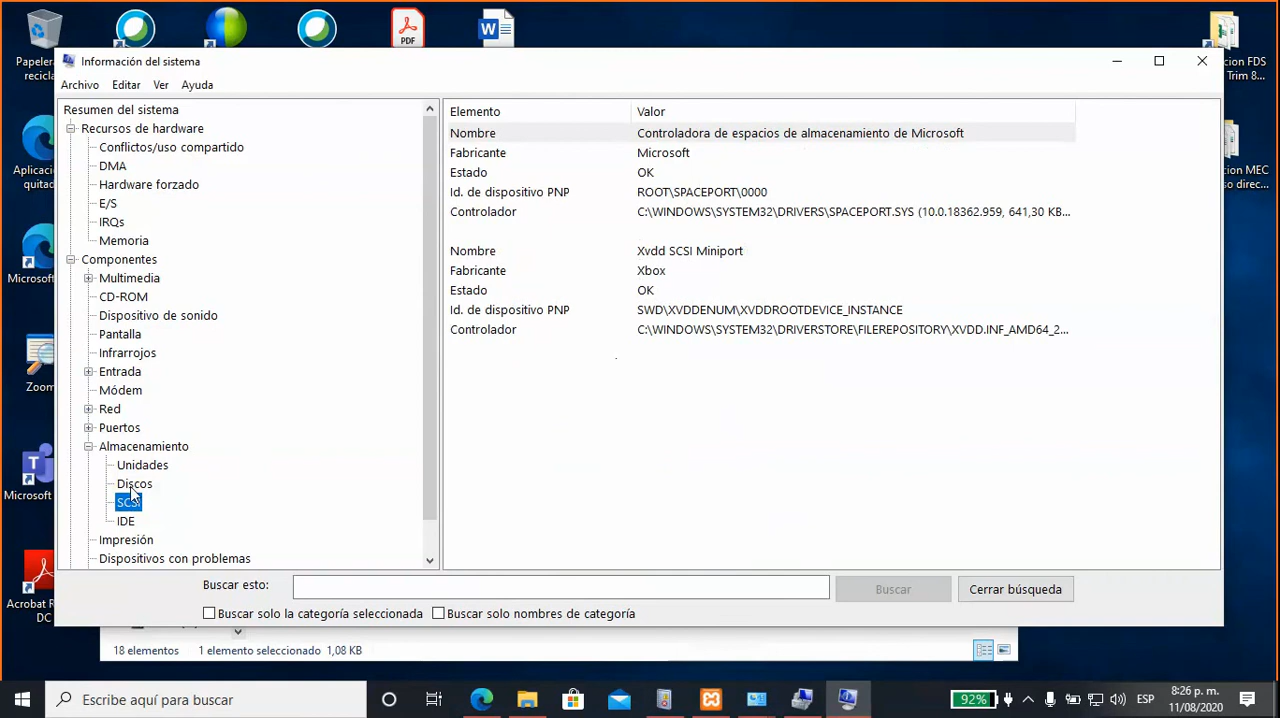 Papeler
recicl
PDF
cion FDS
Trim 8...
Información del sistema
Archivo Editar Ver Ayuda
Resumen del sistema
Recursos de hardware
Conflictos/uso compartido
DMA
Hardware forzado
E/S
IRQs
Memoria
Componentes
Multimedia
CD-ROM
Dispositivo de sonido
Pantalla
Infrarrojos
Entrada
Módem
Red
Puertos
Almacenamiento
Unidades
Discos
SCSI
IDE
Impresión
Dispositivos con problemas
Elemento Valor
Nombre Controladora de espacios de almacenamiento de Microsoft
Fabricante Microsoft
Estado OK
Id. de dispositivo PNP ROOT\SPACEPORT\0000
Controlador C:\WINDOWS\SYSTEM32\DRIVERS\SPACEPORT.SYS (10.0.18362.959, 641,30 KB...
Nombre Xvdd SCSI Miniport
Fabricante Xbox
Estado OK
Id. de dispositivo PNP SWD\XVDDENUM\XVDDROOTDEVICE_INSTANCE
Controlador C:\WINDOWS\SYSTEM32\DRIVERSTORE\FILEREPOSITORY\XVDD.INF_AMD64_2...
Aplicaci
quitad
cion MEC
so direc...
Microsof
Zoom
Microsoft
Acrobat R
DC
Buscar esto: Buscar Cerrar búsqueda
Buscar solo la categoría seleccionada Buscar solo nombres de categoría
18 elementos 1 elemento seleccionado 1,08 KB
Escribe aquí para buscar
92% ESP 8:26 p. m.
11/08/2020